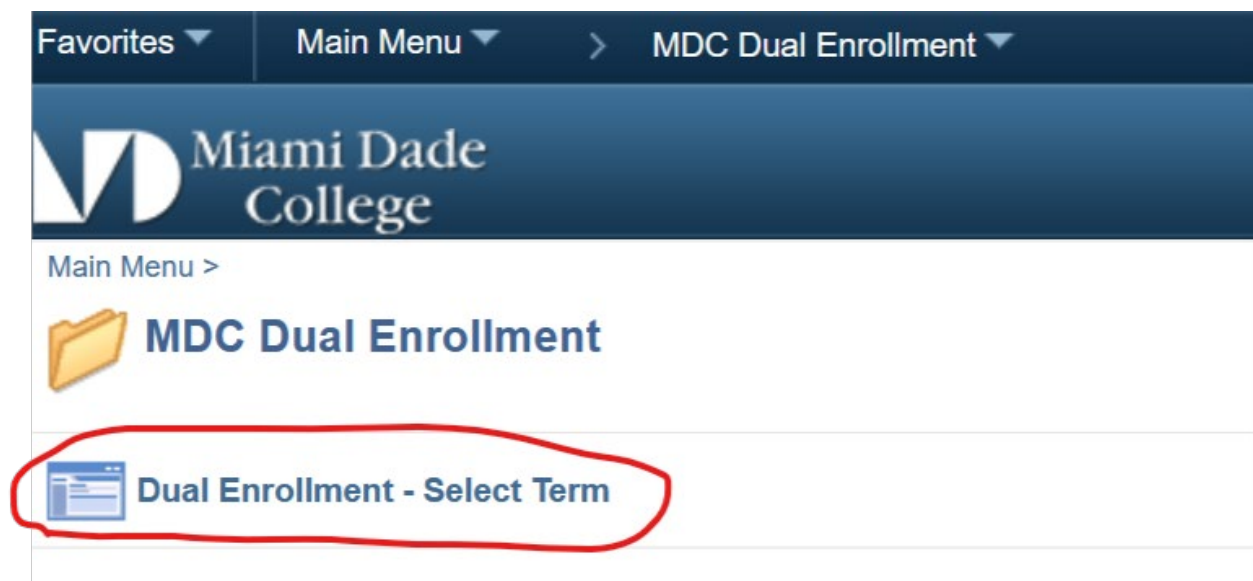 Favorites Main Menu > MDC Dual Enrollment
Miami Dade
College
Main Menu >
MDC Dual Enrollment
Dual Enrollment - Select Term